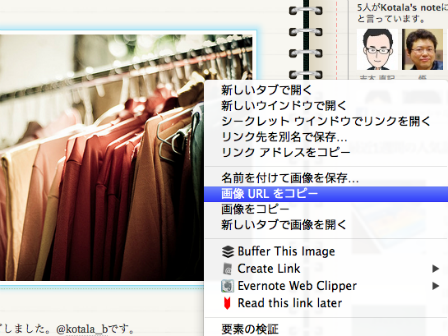 5人がKotala's noteに
と言っています。
新しいタブで開く
新しいウインドウで開く
シークレット ウインドウでリンクを開く
リンク先を別名で保存...
リンク アドレスをコピー
名前を付けて画像を保存...
画像 URL をコピー
画像をコピー
新しいタブで画像を開く
Buffer This Image
Create Link
Evernote Web Clipper
Read this link later
しました。@kotala_bです。
要素の検証